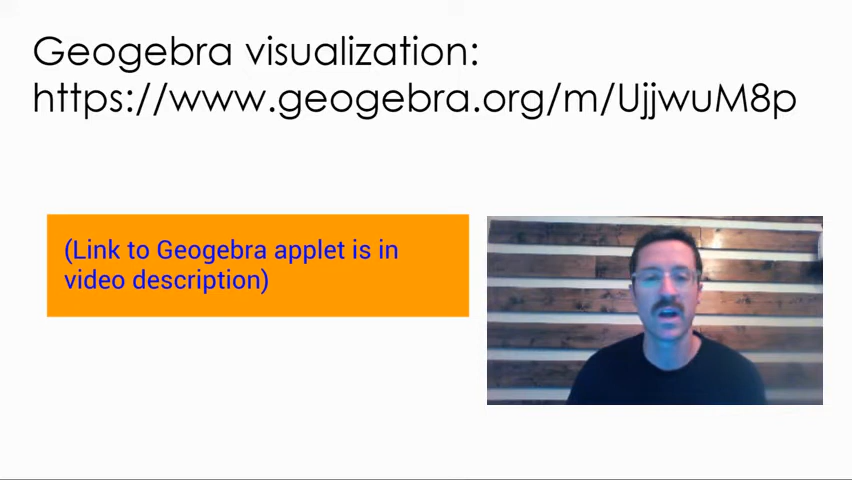 Geogebra visualization:
https://www.geogebra.org/m/UjjwuM8p
(Link to Geogebra applet is in
video description)